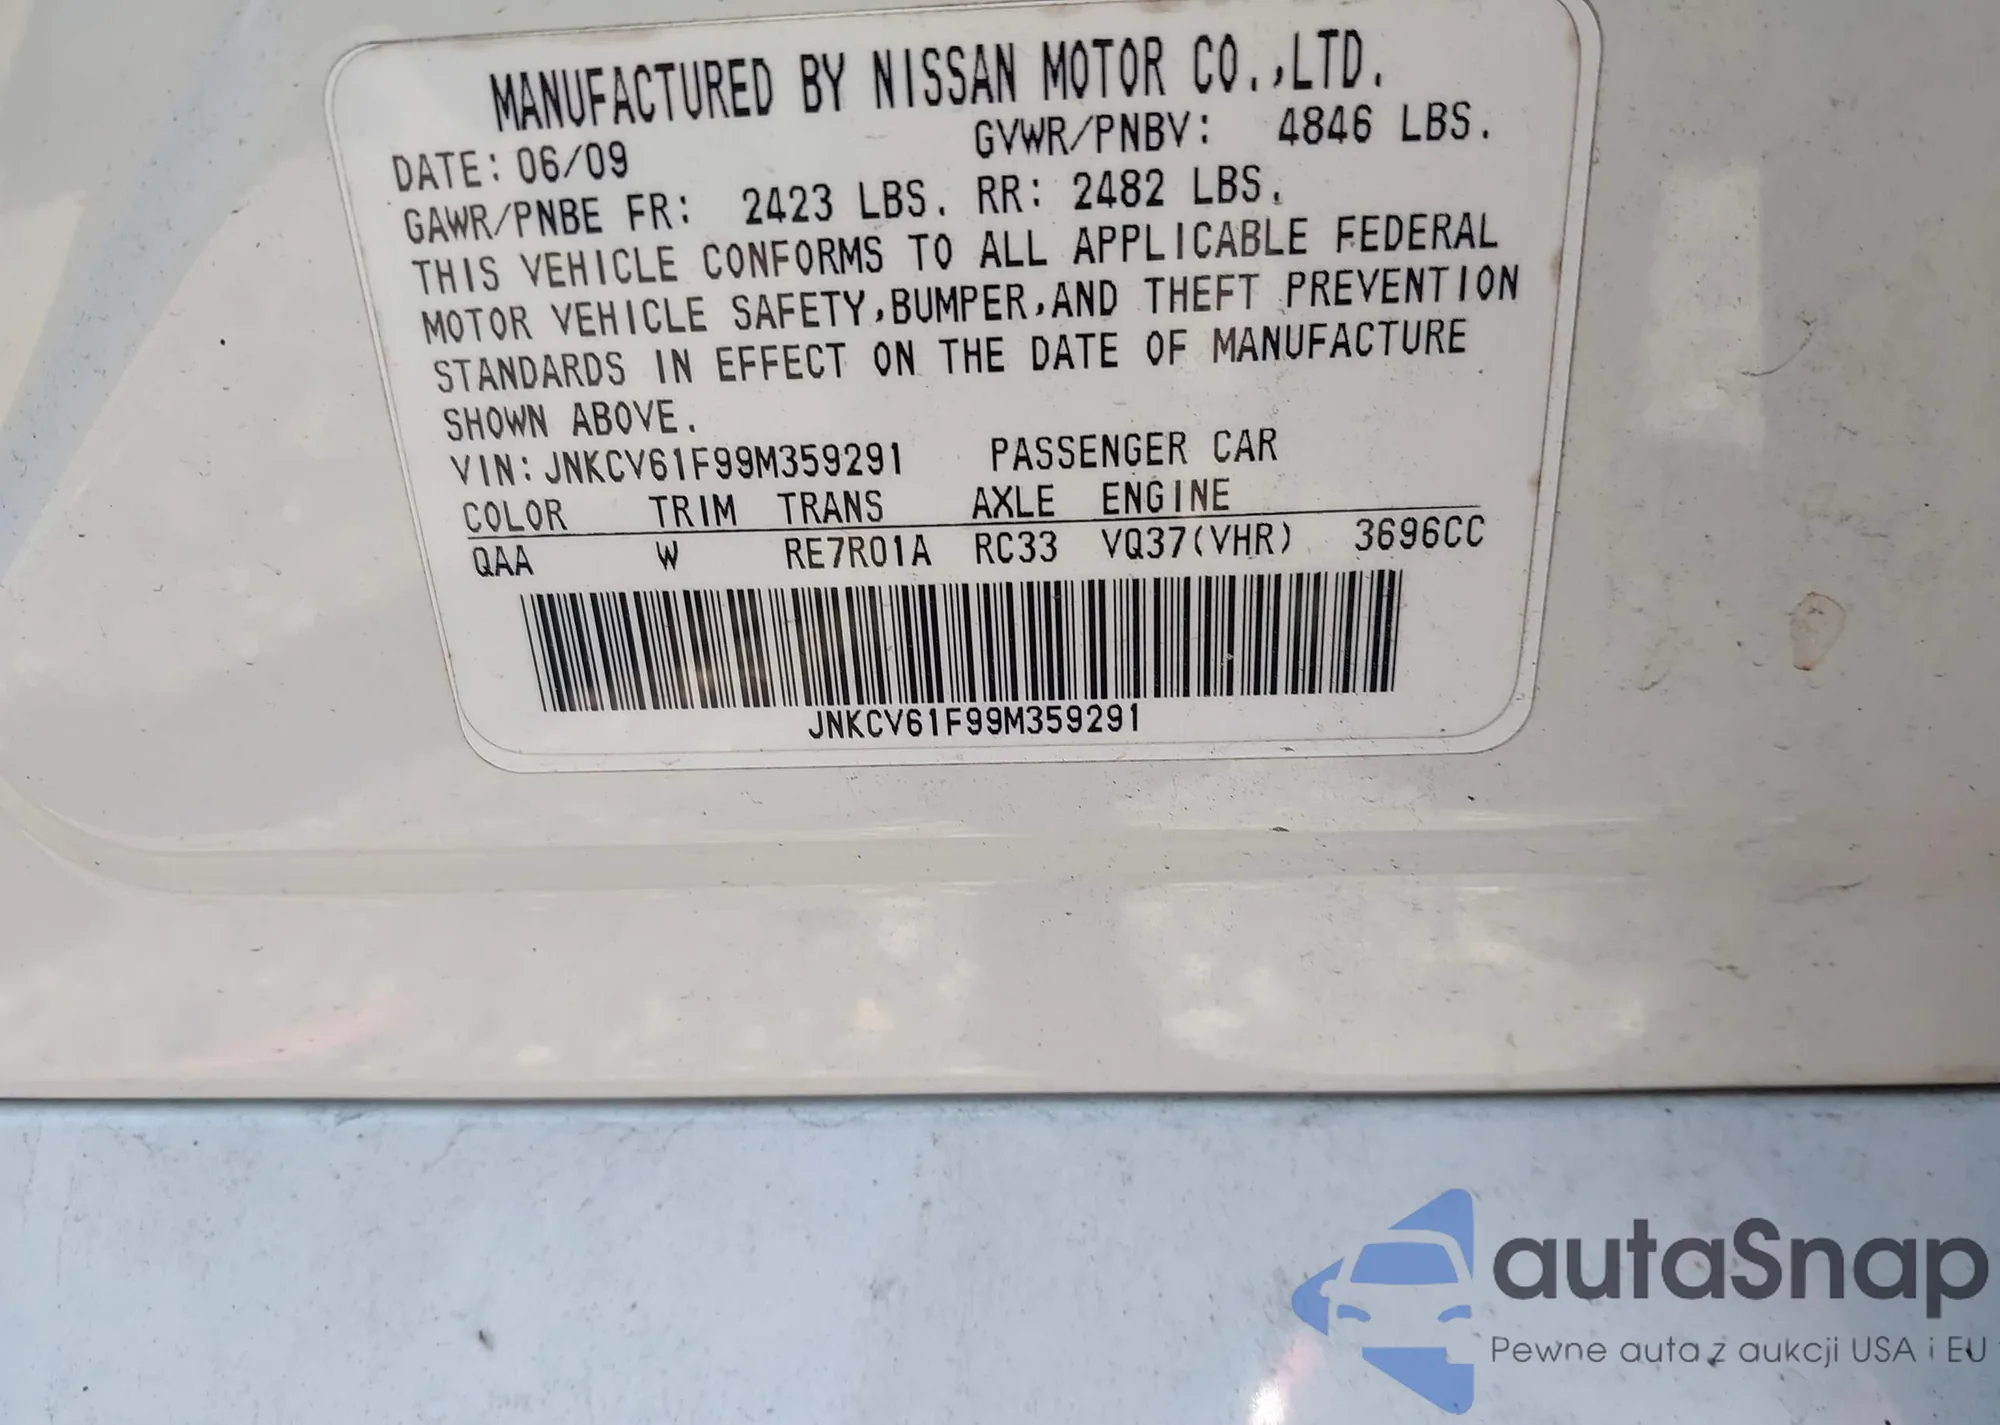 MANUFACTURED BY NISSAN MOTOR CO.,LTD.
DATE: 06/09 GVWR/PNBV: 4846 LBS.
GAWR/PNBE FR: 2423 LBS. RR: 2482 LBS.
THIS VEHICLE CONFORMS TO ALL APPLICABLE FEDERAL
MOTOR VEHICLE SAFETY,BUMPER,AND THEFT PREVENTION
STANDARDS IN EFFECT ON THE DATE OF MANUFACTURE
SHOWN ABOVE.
VIN:JNKCV61F99M359291 PASSENGER CAR
COLOR TRIM TRANS AXLE ENGINE
QAA W RE7R01A RC33 VQ37(VHR) 3696CC
JNKCV61F99M359291
autaSnap
Pewne auta z aukcji USA i EU